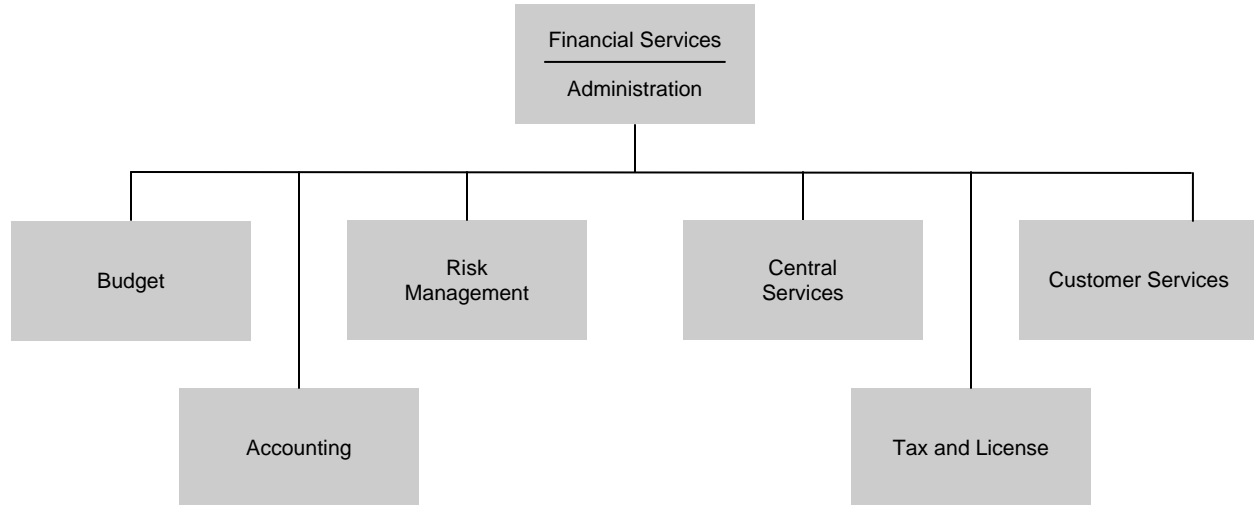 Financial Services
Administration
Budget
Risk
Management
Central
Services
Customer Services
Accounting
Tax and License